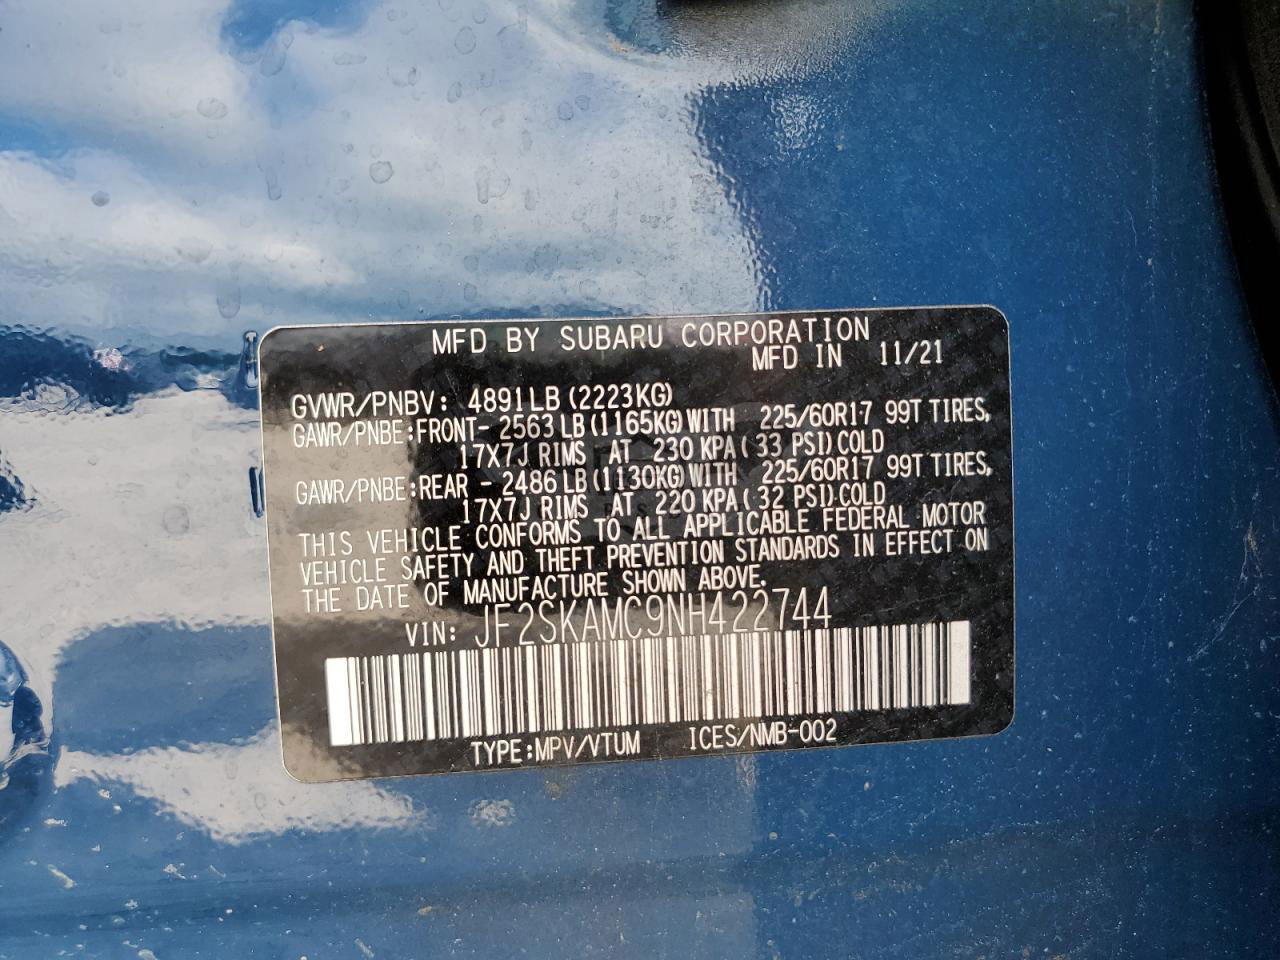 MFD BY SUBARU CORPORATION
MFD IN 11/21
GVWR/PNBV: 4891LB (2223KG)
GAWR/PNBE:FRONT- 2563 LB(1165KG)WITH 225/60R17 99T TIRES,
17X7J RIMS AT 230 KPA( 33 PSI)COLD
GAWR/PNBE:REAR - 2486 LB(1130KG)WITH 225/60R17 99T TIRES,
17X7J RIMS AT 220 KPA( 32 PSI)COLD
THIS VEHICLE CONFORMS TO ALL APPLICABLE FEDERAL MOTOR
VEHICLE SAFETY AND THEFT PREVENTION STANDARDS IN EFFECT ON
THE DATE OF MANUFACTURE SHOWN ABOVE.
VIN: JF2SKAMC9NH422744
TYPE:MPV/VTUM ICES/NMB-002